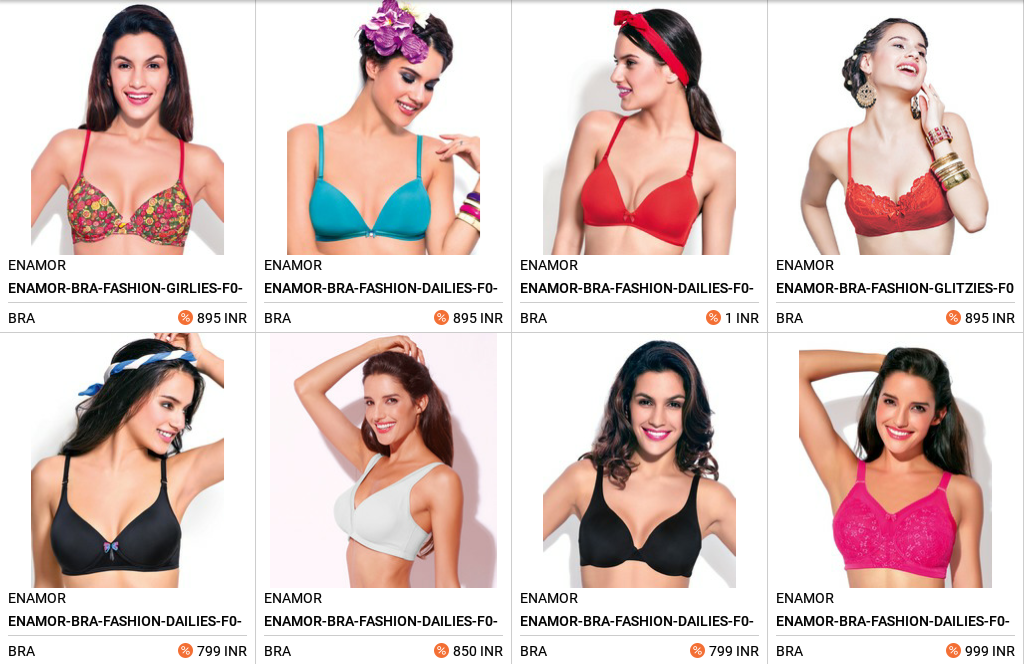 ENAMOR
ENAMOR-BRA-FASHION-GIRLIES-F0-
BRA % 895 INR
ENAMOR
ENAMOR-BRA-FASHION-DAILIES-F0-
BRA % 895 INR
ENAMOR
ENAMOR-BRA-FASHION-DAILIES-F0-
BRA % 1 INR
ENAMOR
ENAMOR-BRA-FASHION-GLITZIES-F0
BRA % 895 INR
ENAMOR
ENAMOR-BRA-FASHION-DAILIES-F0-
BRA % 799 INR
ENAMOR
ENAMOR-BRA-FASHION-DAILIES-F0-
BRA % 850 INR
ENAMOR
ENAMOR-BRA-FASHION-DAILIES-F0-
BRA % 799 INR
ENAMOR
ENAMOR-BRA-FASHION-DAILIES-F0-
BRA % 999 INR